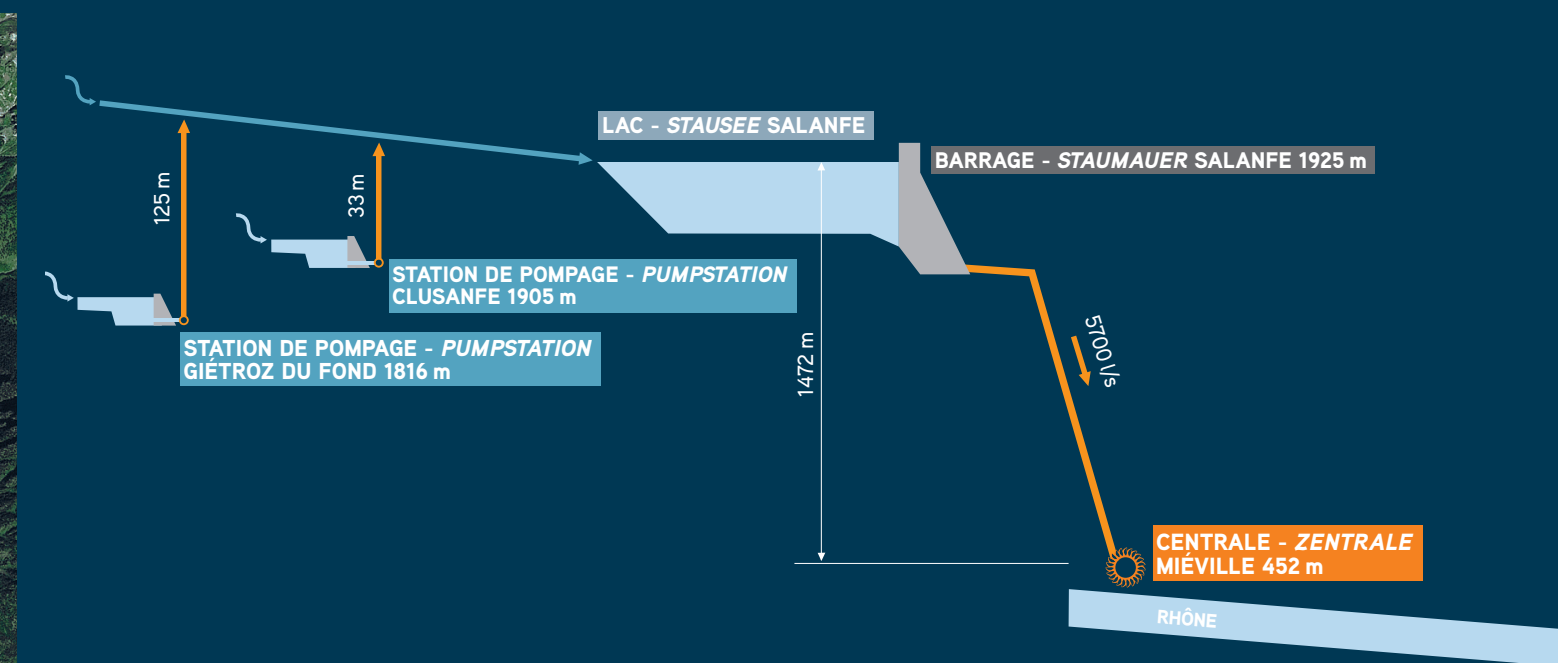 LAC - STAUSEE SALANFE
BARRAGE - STAUMAUER SALANFE 1925 m
125 m
33 m
STATION DE POMPAGE - PUMPSTATION
CLUSANFE 1905 m
STATION DE POMPAGE - PUMPSTATION
GIÉTROZ DU FOND 1816 m
1472 m
5700 l/s
CENTRALE - ZENTRALE
MIÉVILLE 452 m
RHÔNE